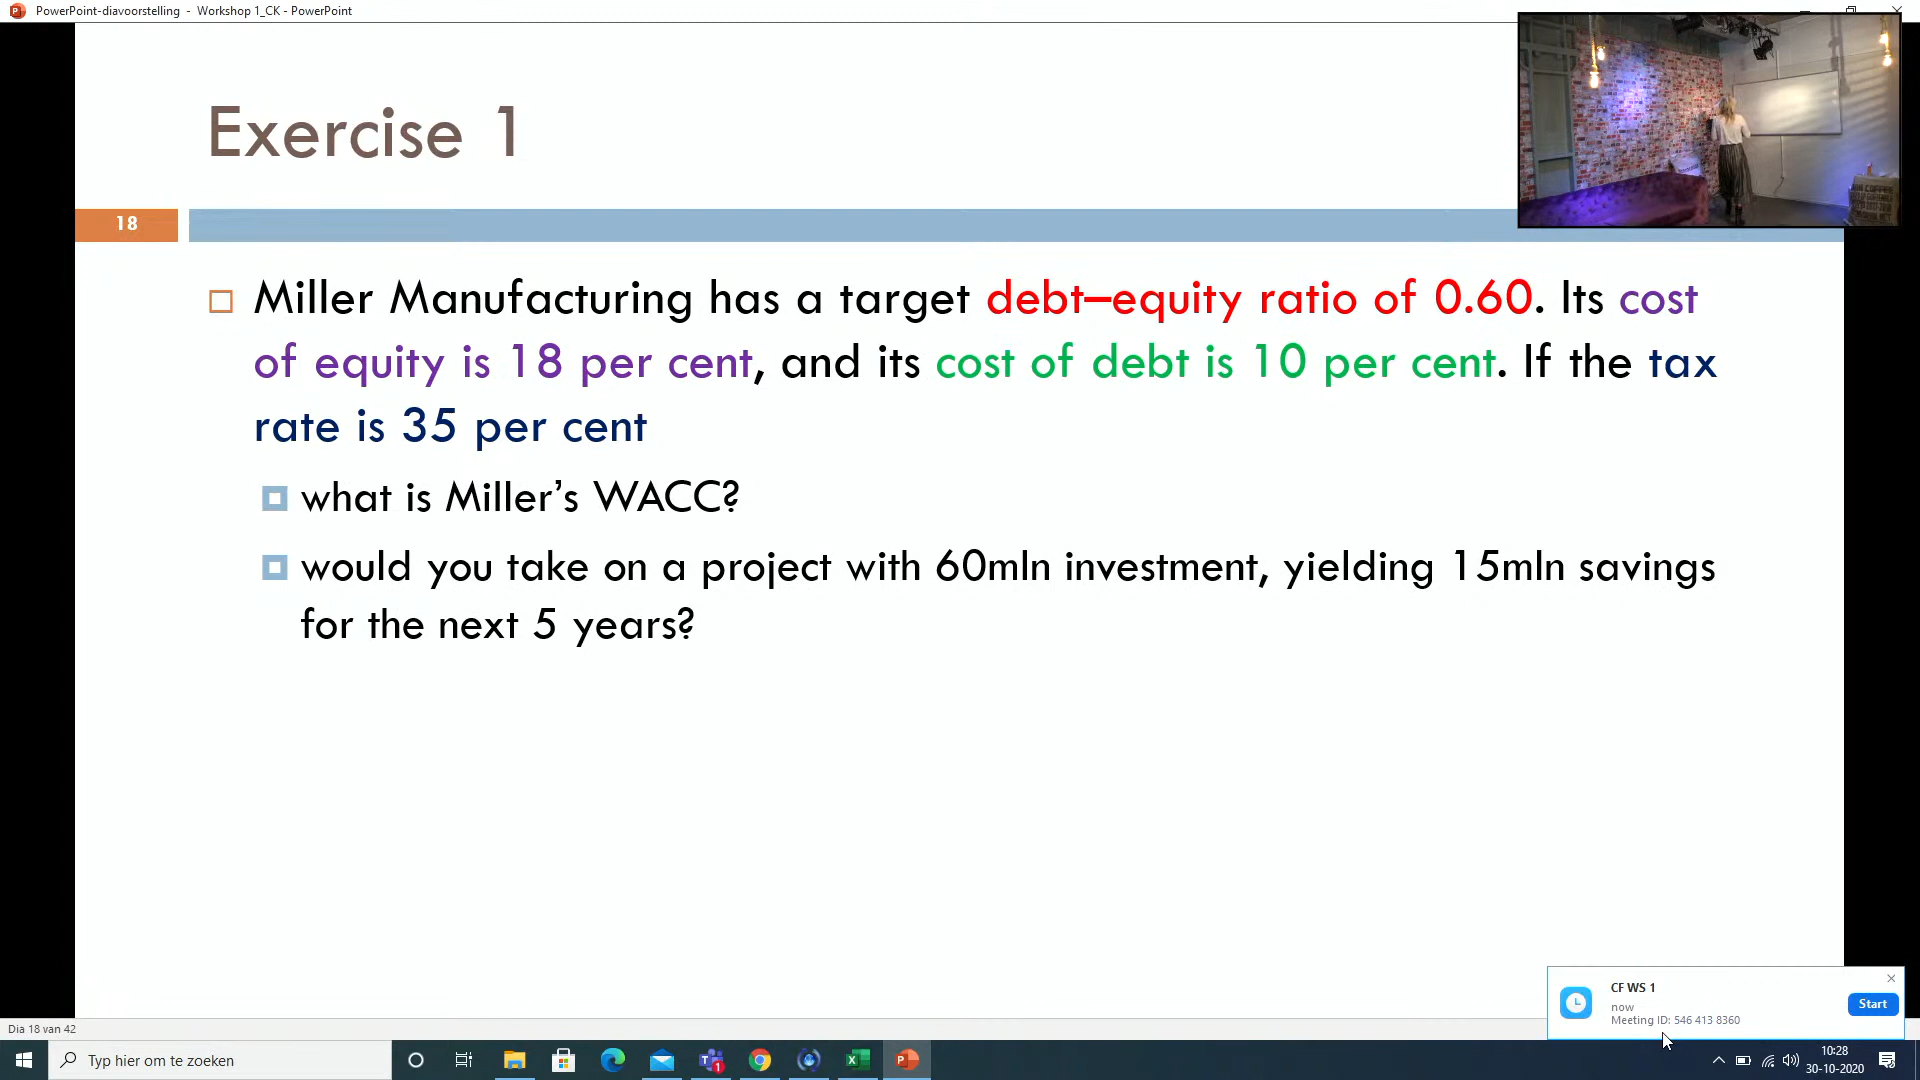 PowerPoint-diavoorstelling - Workshop 1_CK - PowerPoint
Exercise 1
18
Miller Manufacturing has a target debt–equity ratio of 0.60. Its cost
of equity is 18 per cent, and its cost of debt is 10 per cent. If the tax
rate is 35 per cent
what is Miller’s WACC?
would you take on a project with 60mln investment, yielding 15mln savings
for the next 5 years?
CF WS 1
now
Meeting ID: 546 413 8360
Start
Dia 18 van 42
Typ hier om te zoeken
1
10:28
30-10-2020